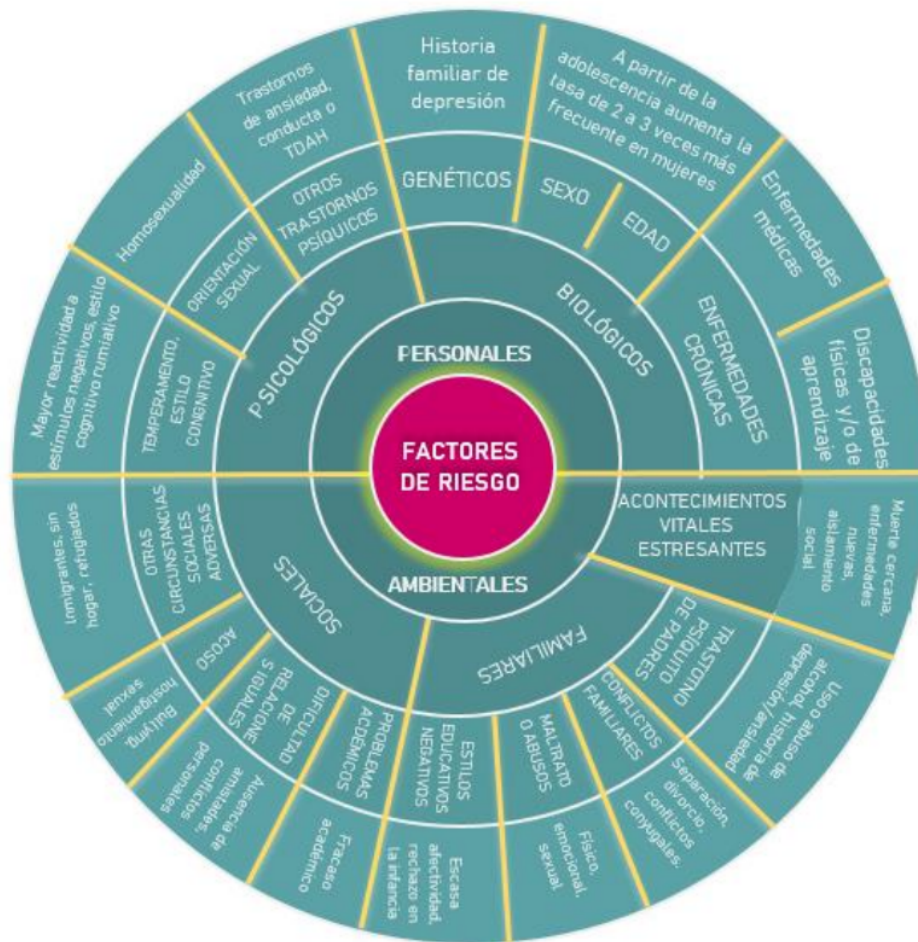 FACTORES
DE RIESGO
PERSONALES
BIOLÓGICOS
GENÉTICOS
Historia
familiar de
depresión
SEXO
EDAD
A partir de la
adolescencia aumenta la
tasa de 2 a 3 veces más
frecuente en mujeres
ENFERMEDADES
CRÓNICAS
Enfermedades
médicas
Discapacidades
físicas y/o de
aprendizaje
PSICOLÓGICOS
OTROS
TRASTORNOS
PSÍQUICOS
Trastornos
de ansiedad,
conducta o
TDAH
ORIENTACIÓN
SEXUAL
Homosexualidad
TEMPERAMENTO,
ESTILO
CONGNITIVO
Mayor reactividad a
estímulos negativos, estilo
cognitivo rumiativo
AMBIENTALES
ACONTECIMIENTOS
VITALES
ESTRESANTES
Muerte cercana,
enfermedades
nuevas,
aislamiento
social
FAMILIARES
TRASTOTNO
PSÍQUITO
DE PADRES
Uso o abuso de
alcohol, historia de
depresión/ansiedad
CONFLICTOS
FAMILIARES
Separación,
divorcio,
conflictos
conyugales.
MALTRATO
O ABUSOS
Físico,
emocional,
sexual
ESTILOS
EDUCATIVOS
NEGATIVOS
Escasa
afectividad,
rechazo en
la infancia
SOCIALES
PROBLEMAS
ACDEMICOS
Fracaso
académico
DIFICULTAD
DE
RELACIONE
S IGUALES
Ausencia de
amistades,
conflictos
personales
ACOSO
Bullying,
hostigamiento
sexual
OTRAS
CIRCUNSTANCIAS
SOCIALES
ADVERSAS
Inmigrantes, sin
hogar, refugiados